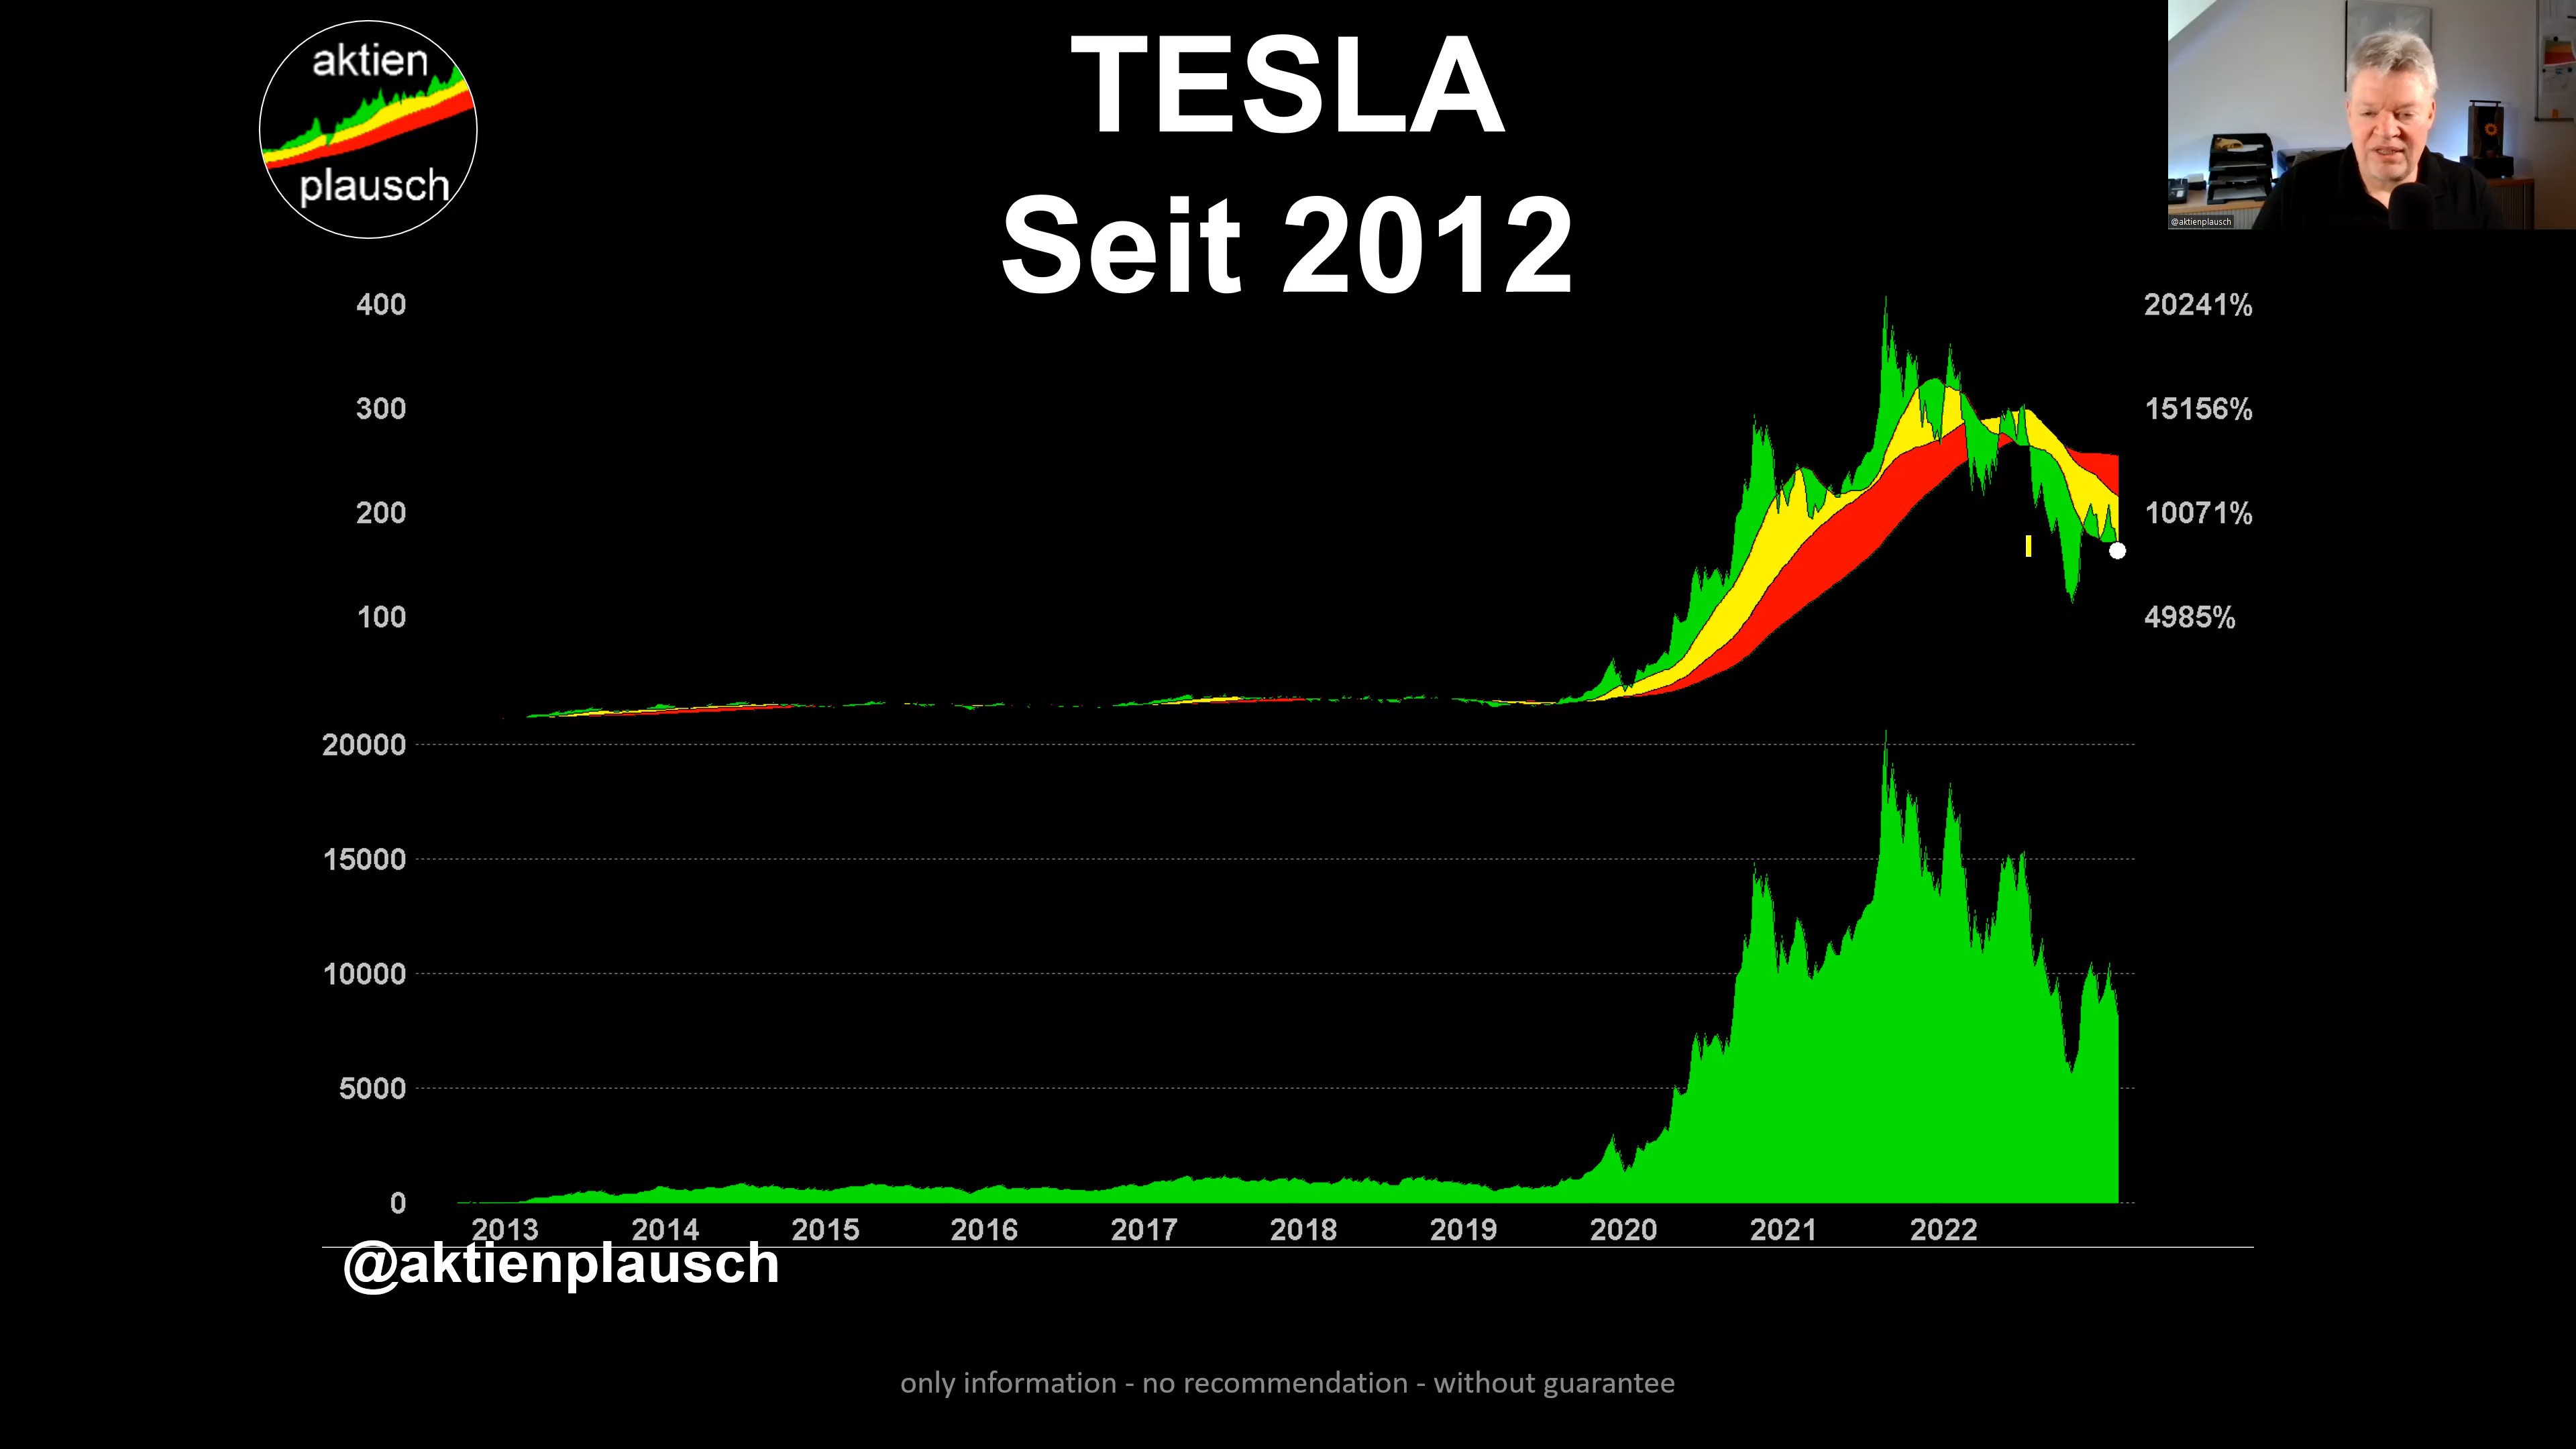 aktien
plausch
TESLA
Seit 2012
@aktienplausch
400
300
200
100
20241%
15156%
10071%
4985%
20000
15000
10000
5000
0
2013 2014 2015 2016 2017 2018 2019 2020 2021 2022
@aktienplausch
only information - no recommendation - without guarantee